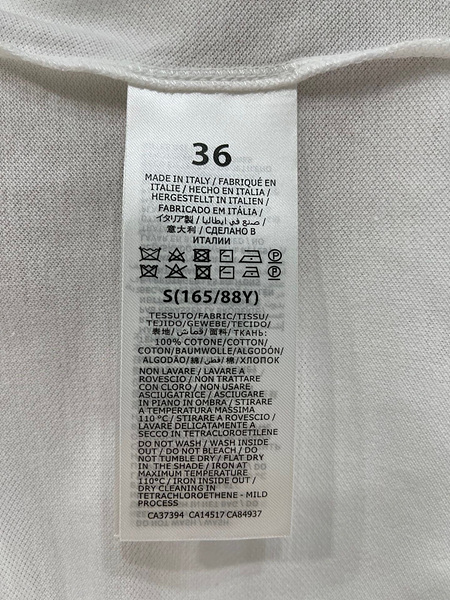 36
MADE IN ITALY / FABRIQUÉ EN
ITALIE / HECHO EN ITALIA /
HERGESTELLT IN ITALIEN /
FABRICADO EM ITÁLIA /
イタリア製 / صنع في ايطاليا /
意大利 / СДЕЛАНО В
ИТАЛИИ
S(165/88Y)
TESSUTO/FABRIC/TISSU/
TEJIDO/GEWEBE/TECIDO/
表地/قماش/面料/ТКАНЬ:
100% COTONE/COTTON/
COTON/BAUMWOLLE/ALGODÓN/
ALGODÃO/綿/قطن/棉/ХЛОПОК
NON LAVARE / LAVARE A
ROVESCIO / NON TRATTARE
CON CLORO / NON USARE
ASCIUGATRICE / ASCIUGARE
IN PIANO IN OMBRA / STIRARE
A TEMPERATURA MASSIMA
110°C / STIRARE A ROVESCIO /
LAVARE DELICATAMENTE A
SECCO IN TETRACLOROETILENE
DO NOT WASH / WASH INSIDE
OUT / DO NOT BLEACH / DO
NOT TUMBLE DRY / FLAT DRY
IN THE SHADE / IRON AT
MAXIMUM TEMPERATURE
110°C / IRON INSIDE OUT /
DRY CLEANING IN
TETRACHLOROETHENE - MILD
PROCESS
CA37394 CA14517 CA84937